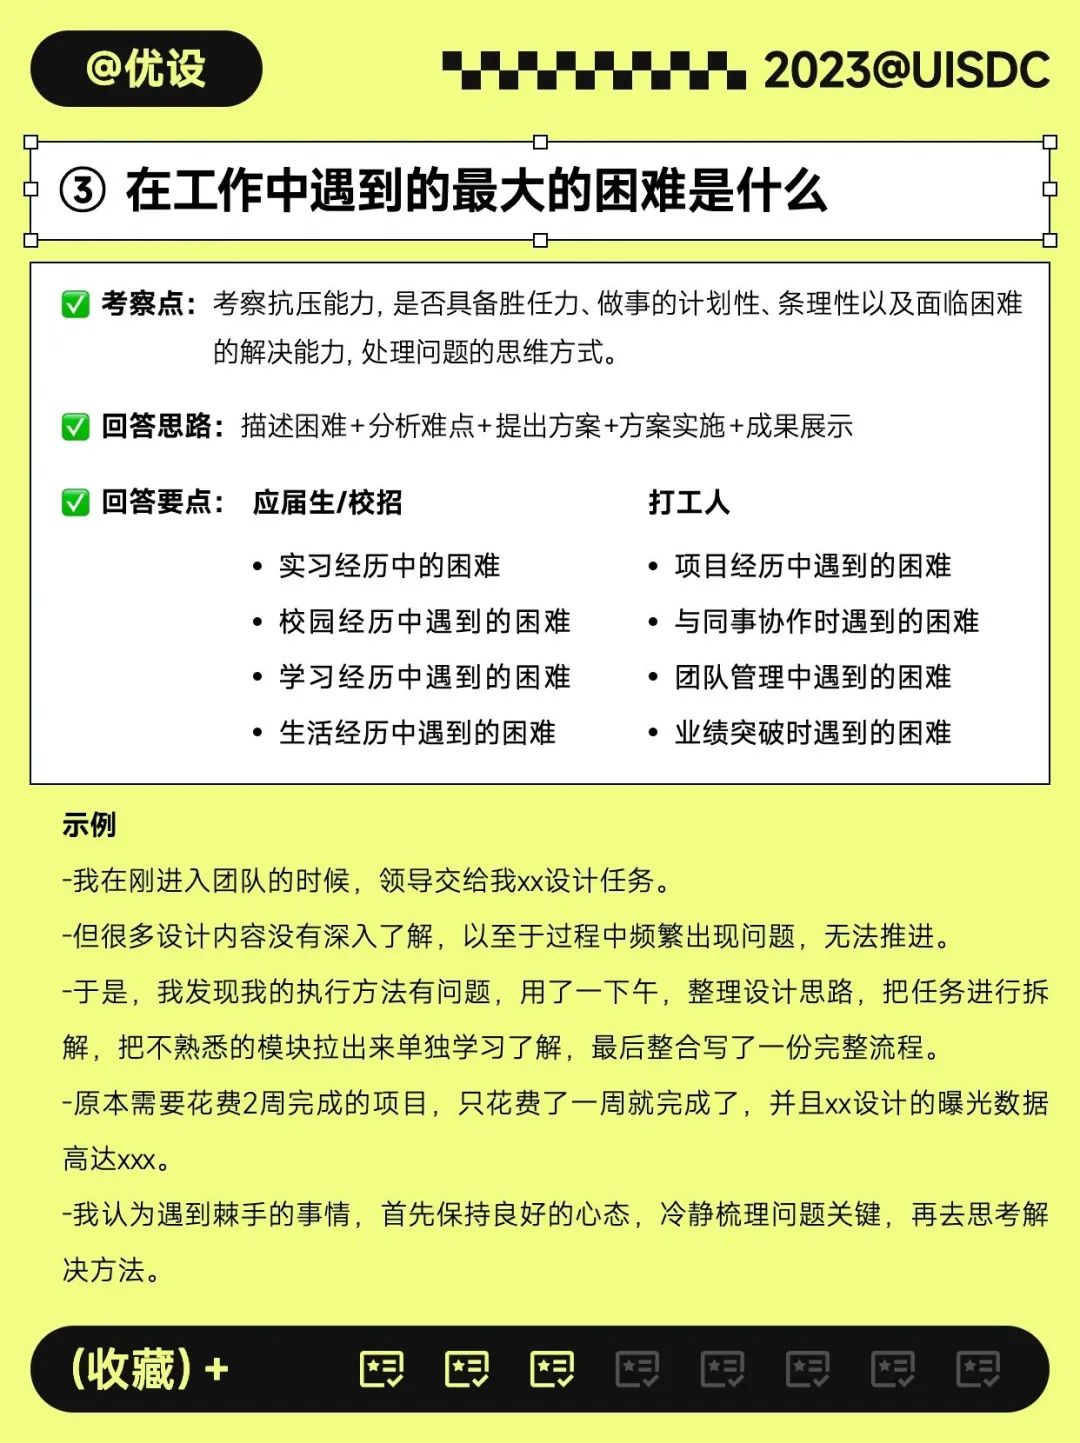 @优设
2023@UISDC
③ 在工作中遇到的最大的困难是什么
考察点：考察抗压能力, 是否具备胜任力、做事的计划性、条理性以及面临困难
的解决能力, 处理问题的思维方式。
回答思路：描述困难+分析难点+提出方案+方案实施+成果展示
回答要点：
应届生/校招
• 实习经历中的困难
• 校园经历中遇到的困难
• 学习经历中遇到的困难
• 生活经历中遇到的困难
打工人
• 项目经历中遇到的困难
• 与同事协作时遇到的困难
• 团队管理中遇到的困难
• 业绩突破时遇到的困难
示例
-我在刚进入团队的时候，领导交给我xx设计任务。
-但很多设计内容没有深入了解，以至于过程中频繁出现问题，无法推进。
-于是，我发现我的执行方法有问题，用了一下午，整理设计思路，把任务进行拆
解，把不熟悉的模块拉出来单独学习了解，最后整合写了一份完整流程。
-原本需要花费2周完成的项目，只花费了一周就完成了，并且xx设计的曝光数据
高达xxx。
-我认为遇到棘手的事情，首先保持良好的心态，冷静梳理问题关键，再去思考解
决方法。
(收藏) +